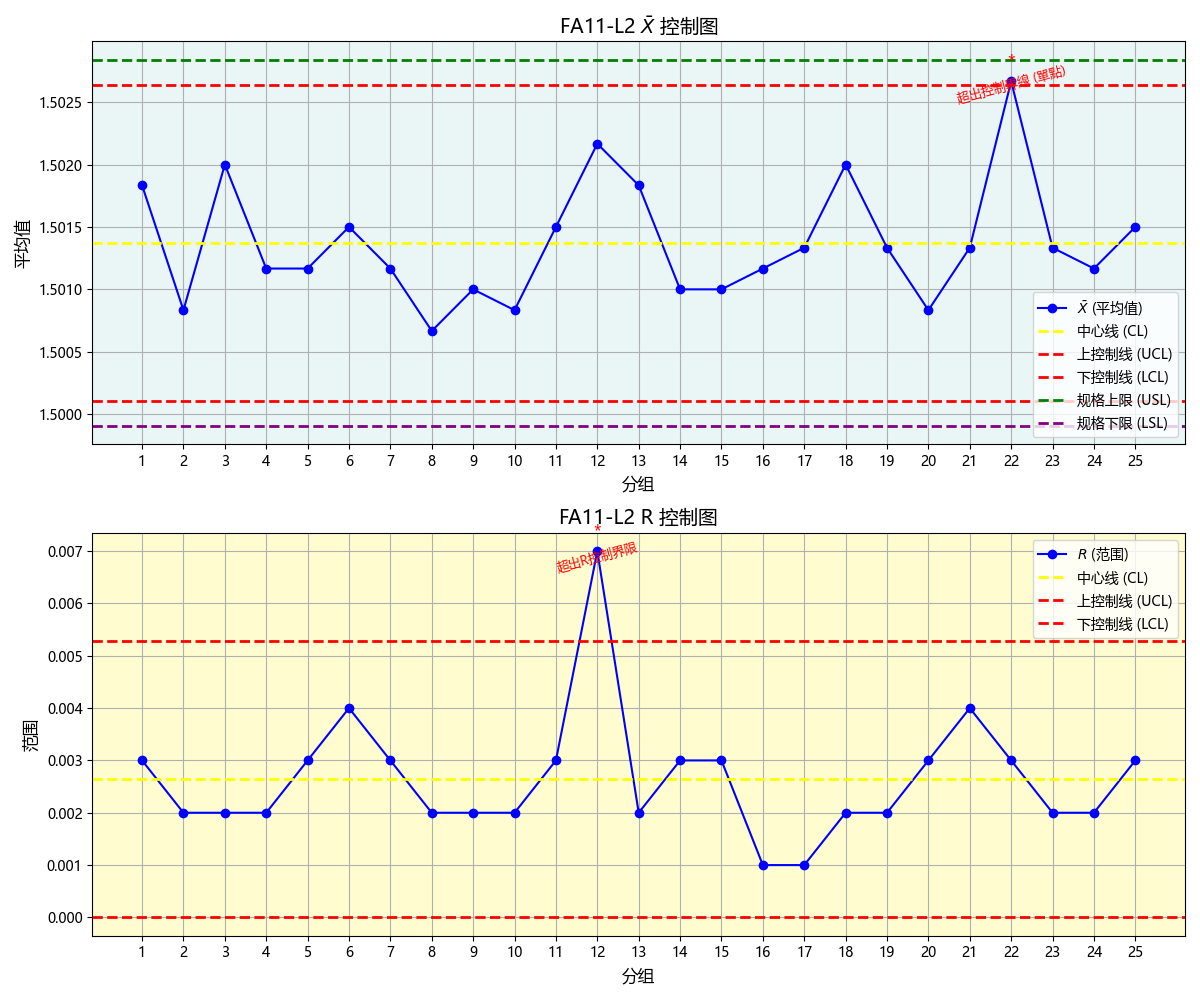 FA11-L2 X̄ 控制图
平均值
1.5025
1.5020
1.5015
1.5010
1.5005
1.5000
*
超出控制界線 (單點)
X̄ (平均值)
中心线 (CL)
上控制线 (UCL)
下控制线 (LCL)
规格上限 (USL)
规格下限 (LSL)
1 2 3 4 5 6 7 8 9 10 11 12 13 14 15 16 17 18 19 20 21 22 23 24 25
分组
FA11-L2 R 控制图
范围
0.007
0.006
0.005
0.004
0.003
0.002
0.001
0.000
*
超出R控制界限
R (范围)
中心线 (CL)
上控制线 (UCL)
下控制线 (LCL)
1 2 3 4 5 6 7 8 9 10 11 12 13 14 15 16 17 18 19 20 21 22 23 24 25
分组